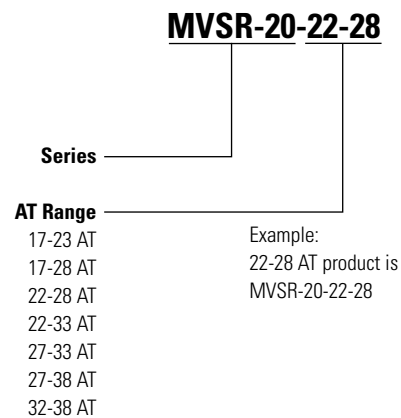 MVSR-20-22-28
Series
AT Range
17-23 AT
17-28 AT
22-28 AT
22-33 AT
27-33 AT
27-38 AT
32-38 AT
Example:
22-28 AT product is
MVSR-20-22-28